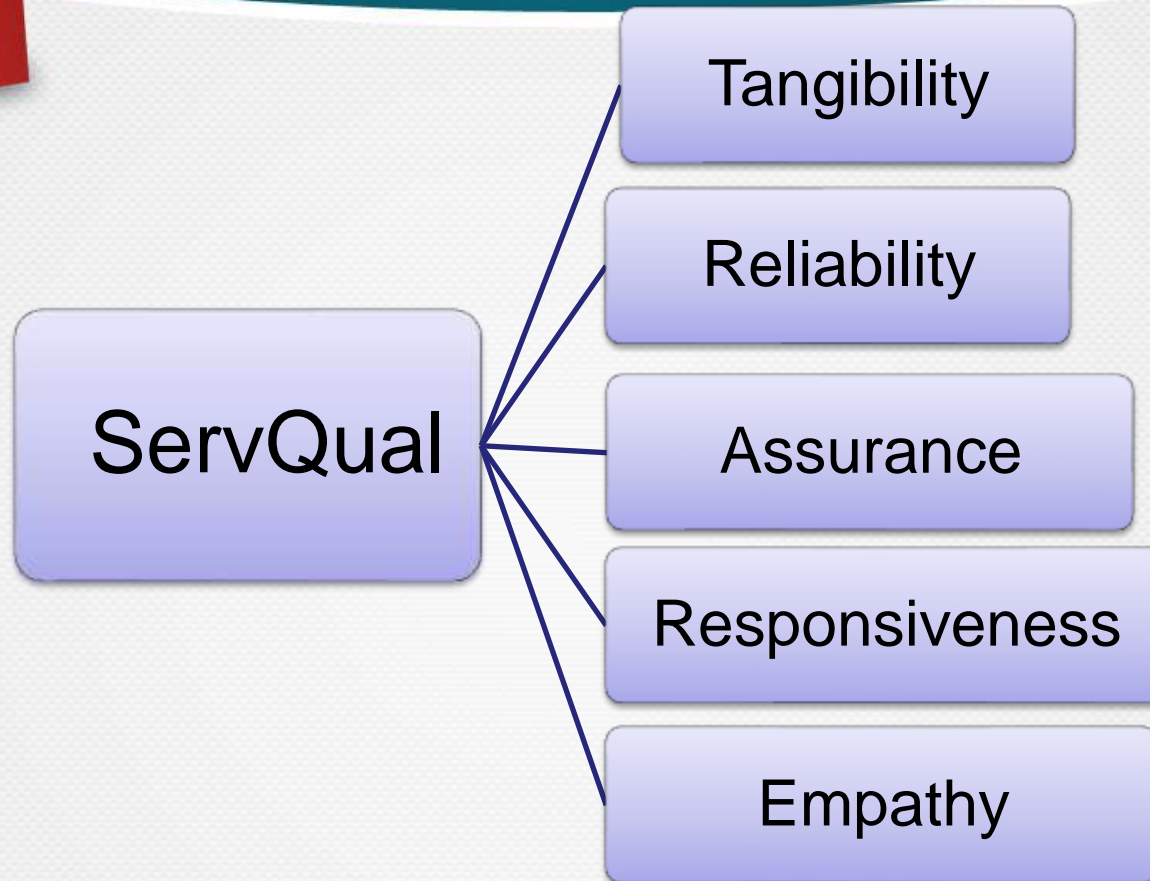 ServQual
Tangibility
Reliability
Assurance
Responsiveness
Empathy